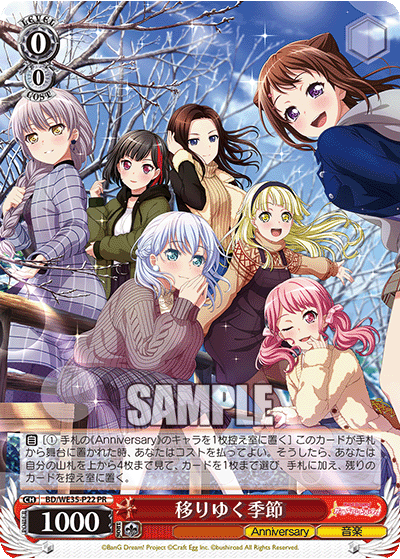 LEVEL
0
0
COST
SAMPLE
自 [① 手札の《Anniversary》のキャラを1枚控え室に置く] このカードが手札
から舞台に置かれた時、あなたはコストを払ってよい。そうしたら、あなたは
自分の山札を上から4枚まで見て、カードを1枚まで選び、手札に加え、残りの
カードを控え室に置く。
CH BD/WE35-P22 PR
1000
移りゆく季節
Anniversary
音楽
©BanG Dream! Project ©Craft Egg Inc. ©bushiroad All Rights Reserved.